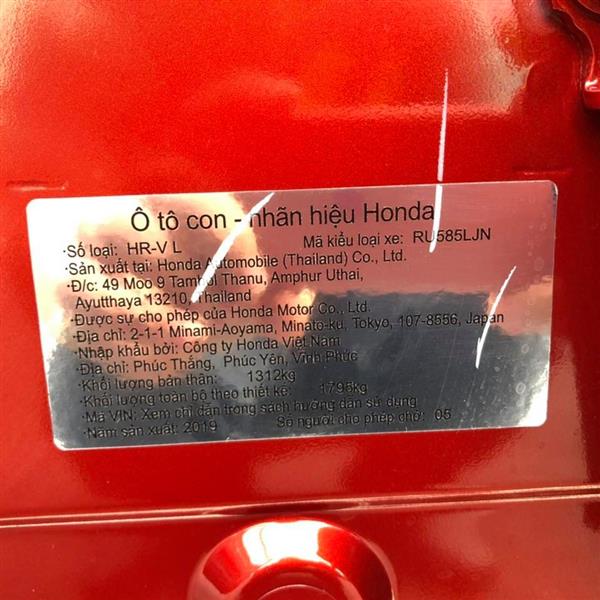 Ô tô con - nhãn hiệu Honda
·Số loại: HR-V L Mã kiểu loại xe: RU585LJN
·Sản xuất tại: Honda Automobile (Thailand) Co., Ltd.
·Đ/c: 49 Moo 9 Tambol Thanu, Amphur Uthai,
Ayutthaya 13210, Thailand
·Được sự cho phép của Honda Motor Co., Ltd.
·Địa chỉ: 2-1-1 Minami-Aoyama, Minato-ku, Tokyo, 107-8556, Japan
·Nhập khẩu bởi: Công ty Honda Việt Nam
·Địa chỉ: Phúc Thắng, Phúc Yên, Vĩnh Phúc
·Khối lượng bản thân: 1312kg
·Khối lượng toàn bộ theo thiết kế: 1795kg
·Mã VIN: Xem chỉ dẫn trong sách hướng dẫn sử dụng
·Năm sản xuất: 2019 Số người cho phép chở: 05